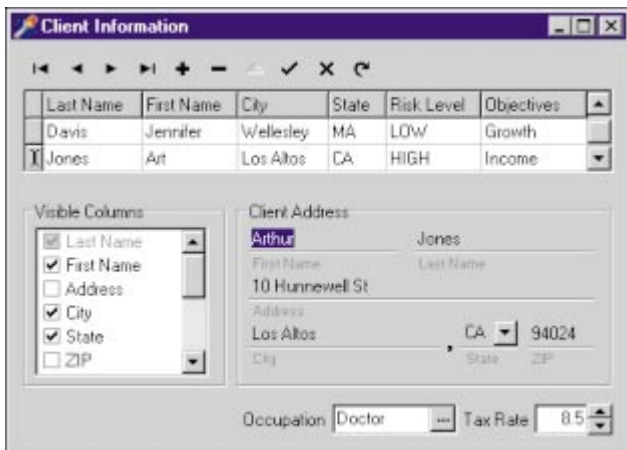 Client Information
Last Name First Name City State Risk Level Objectives
Davis Jennifer Wellesley MA LOW Growth
Jones Art Los Altos CA HIGH Income
Visible Columns
Last Name
First Name
Address
City
State
ZIP
Client Address
Arthur Jones
First Name Last Name
10 Hunnewell St
Address
Los Altos , CA 94024
City State ZIP
Occupation Doctor ... Tax Rate 8.5